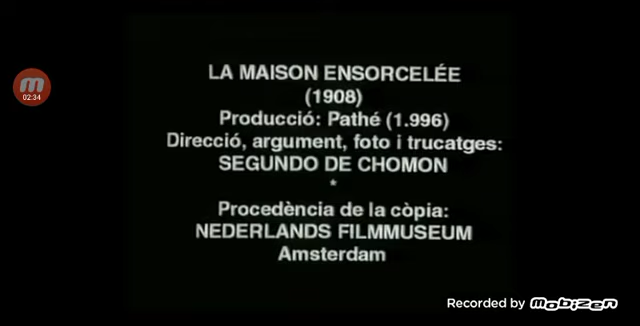 LA MAISON ENSORCELÉE
(1908)
Producció: Pathé (1.996)
Direcció, argument, foto i trucatges:
SEGUNDO DE CHOMON
*
Procedència de la còpia:
NEDERLANDS FILMMUSEUM
Amsterdam
m
02:34
Recorded by Mobizen